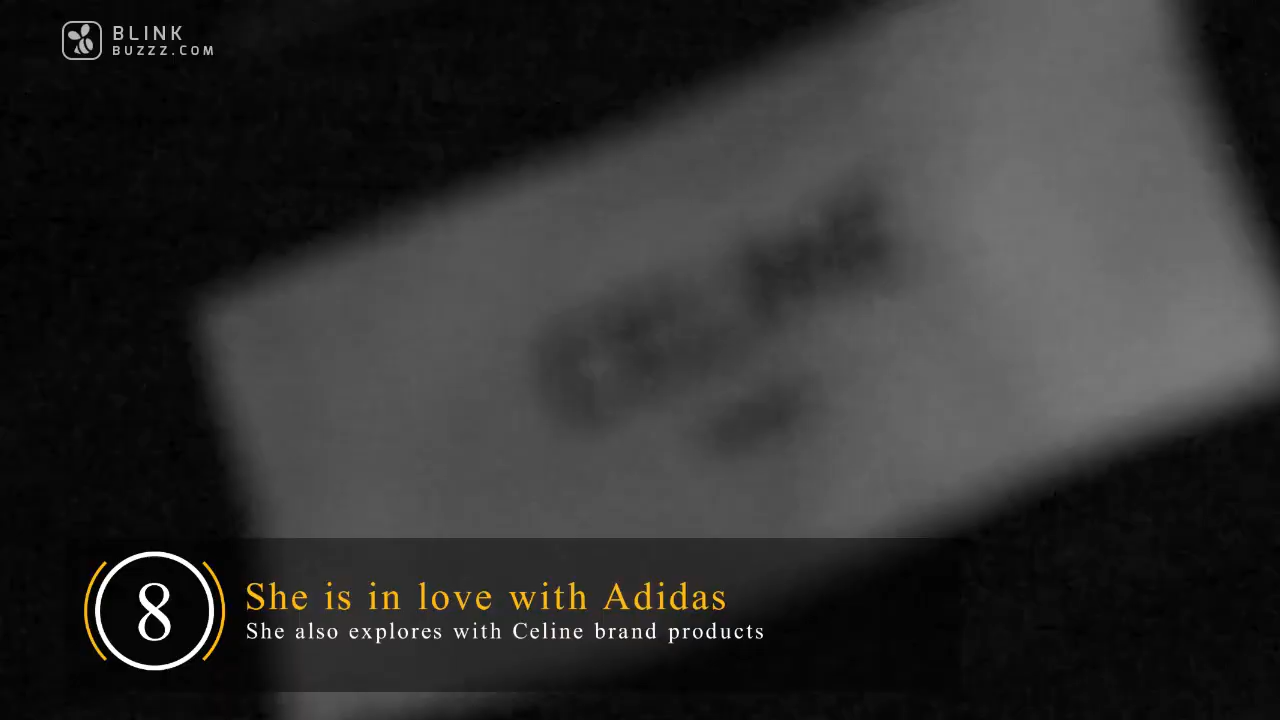 BLINK
BUZZZ.COM
8
She is in love with Adidas
She also explores with Celine brand products